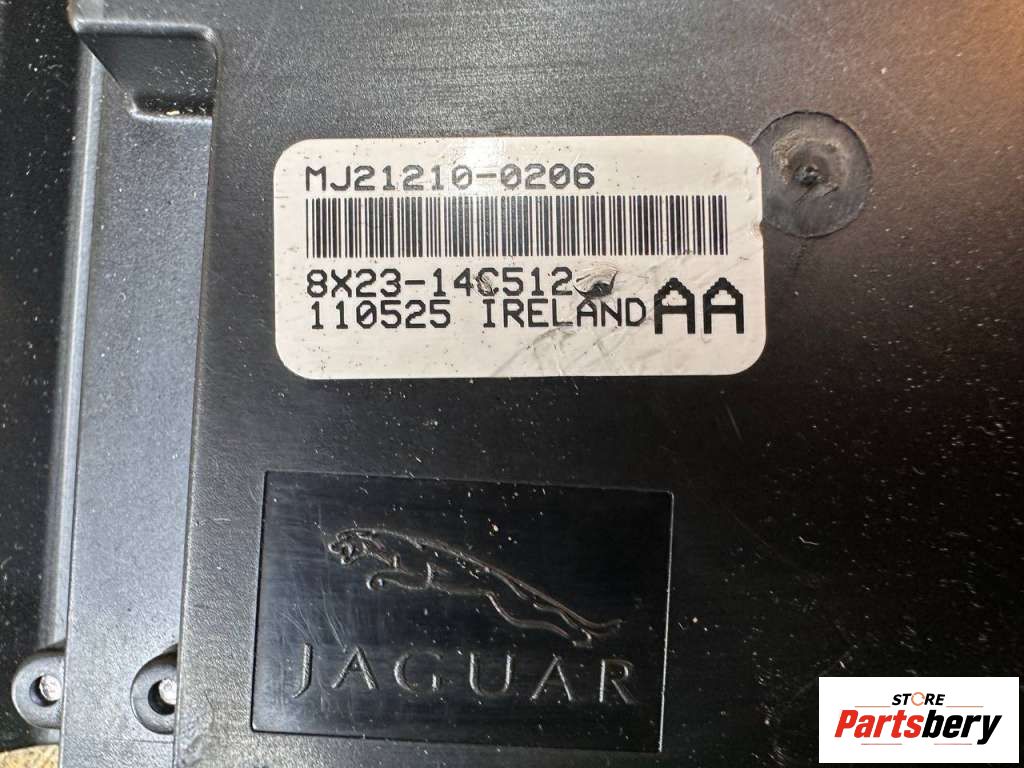 MJ21210-0206
8X23-14C512
110525 IRELAND AA
JAGUAR
STORE
Partsbery